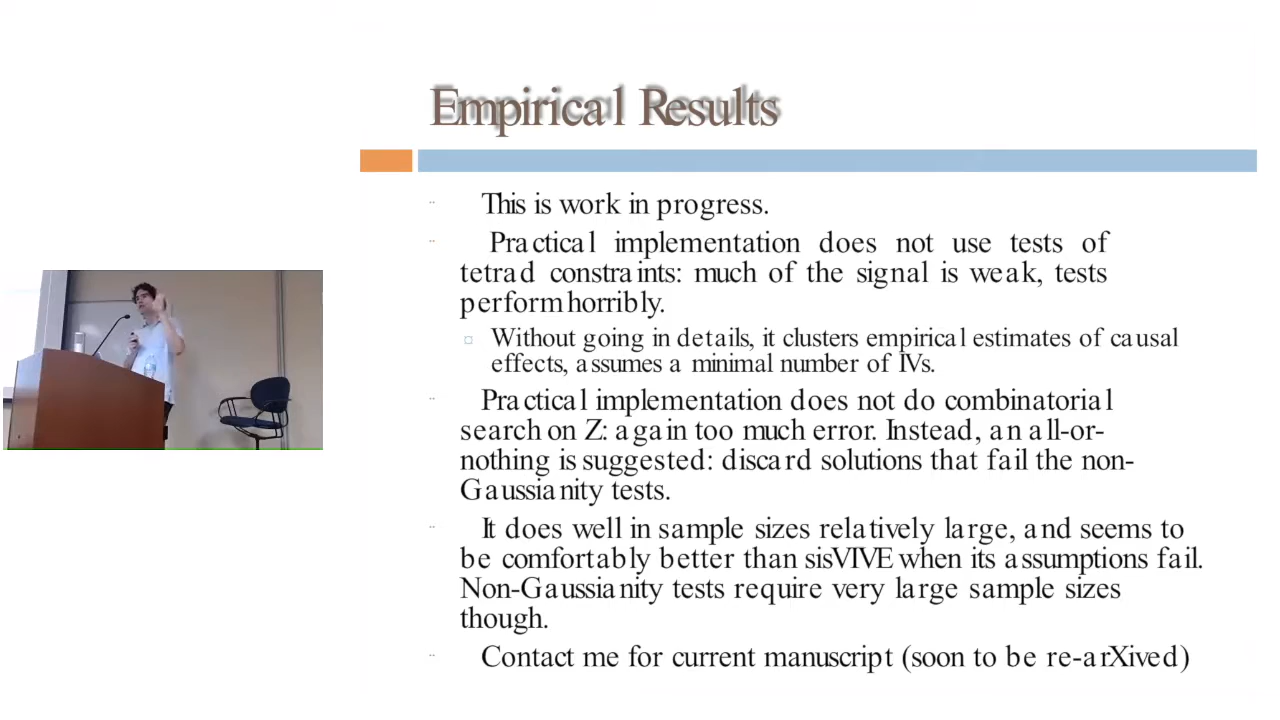 Empirical Results
This is work in progress.
Practical implementation does not use tests of
tetrad constraints: much of the signal is weak, tests
perform horribly.
Without going in details, it clusters empirical estimates of causal
effects, assumes a minimal number of IVs.
Practical implementation does not do combinatorial
search on Z: again too much error. Instead, an all-or-
nothing is suggested: discard solutions that fail the non-
Gaussianity tests.
It does well in sample sizes relatively large, and seems to
be comfortably better than sisVIVE when its assumptions fail.
Non-Gaussianity tests require very large sample sizes
though.
Contact me for current manuscript (soon to be re-arXived)